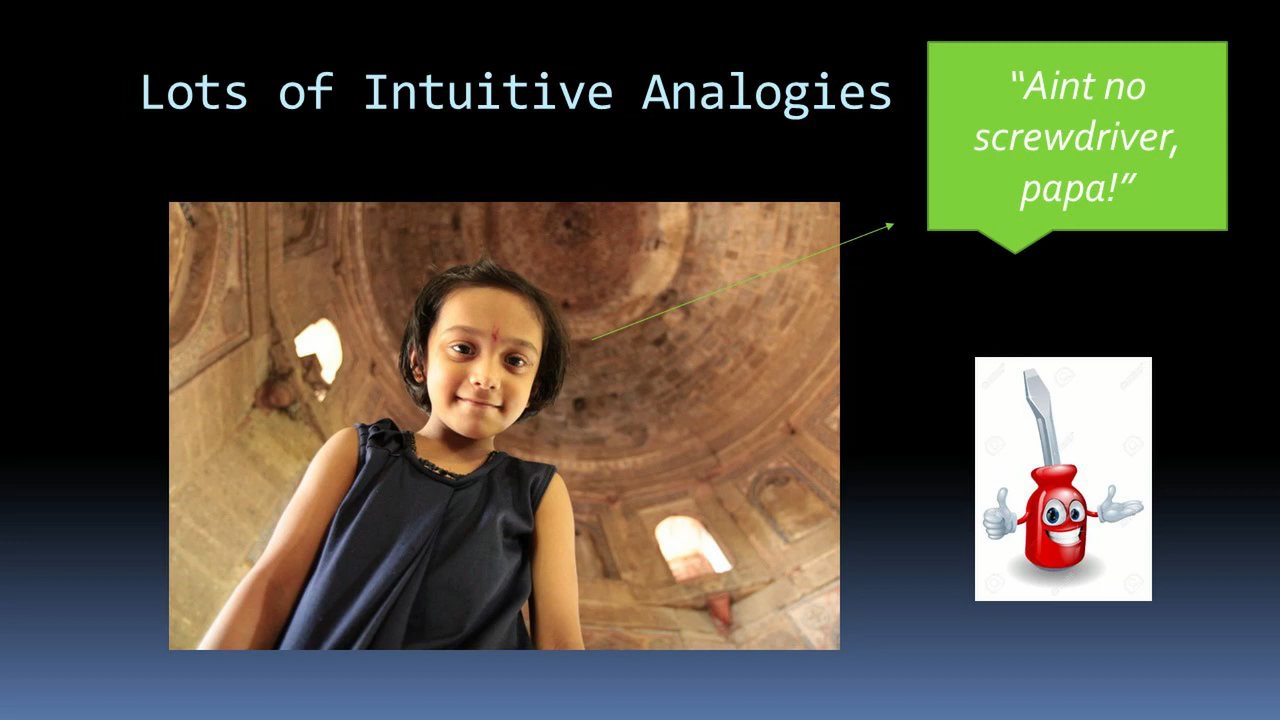 Lots of Intuitive Analogies
“Aint no
screwdriver,
papa!”